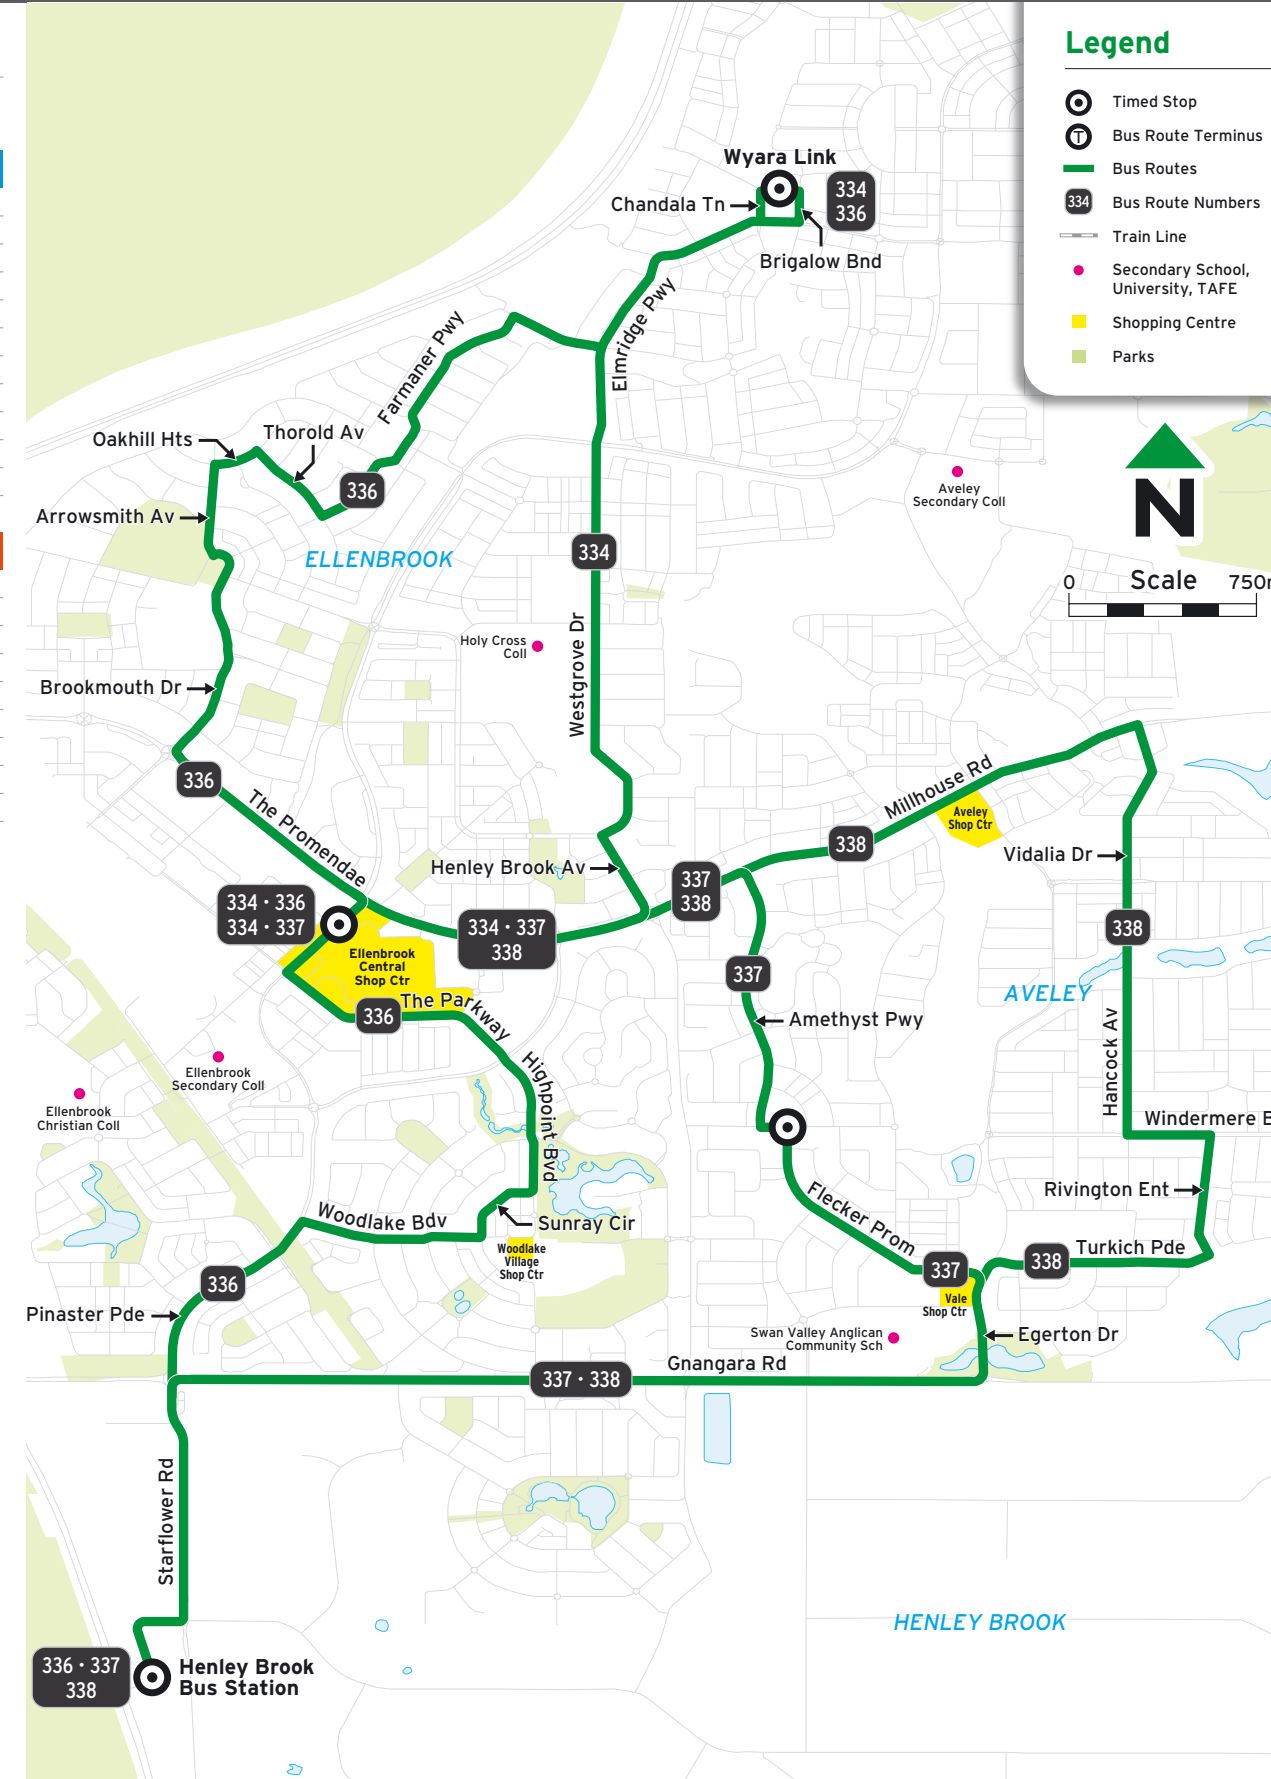 Legend
Timed Stop
T
Bus Route Terminus
Bus Routes
334
Bus Route Numbers
Train Line
Secondary School,
University, TAFE
Shopping Centre
Parks
Wyara Link
334
336
Chandala Tn
Brigalow Bnd
Elmridge Pwy
Farmaner Pwy
Oakhill Hts
Thorold Av
336
Arrowsmith Av
ELLENBROOK
334
Aveley
Secondary Coll
N
0 Scale 750m
Holy Cross
Coll
Westgrove Dr
Brookmouth Dr
336
The Promendae
Millhouse Rd
Aveley
Shop Ctr
338
Vidalia Dr
Henley Brook Av
337
338
334 • 336
334 • 337
334 • 337
338
338
Ellenbrook
Central
Shop Ctr
337
AVELEY
The Parkway
336
Amethyst Pwy
Hancock Av
Highpoint Bvd
Ellenbrook
Secondary Coll
Ellenbrook
Christian Coll
Windermere B
Rivington Ent
Flecker Prom
Woodlake Bdv
Sunray Cir
Woodlake
Village
Shop Ctr
Turkich Pde
338
337
336
Vale
Shop Ctr
Pinaster Pde
Swan Valley Anglican
Community Sch
Egerton Dr
Gnangara Rd
337 • 338
Starflower Rd
HENLEY BROOK
336 • 337
338
Henley Brook
Bus Station